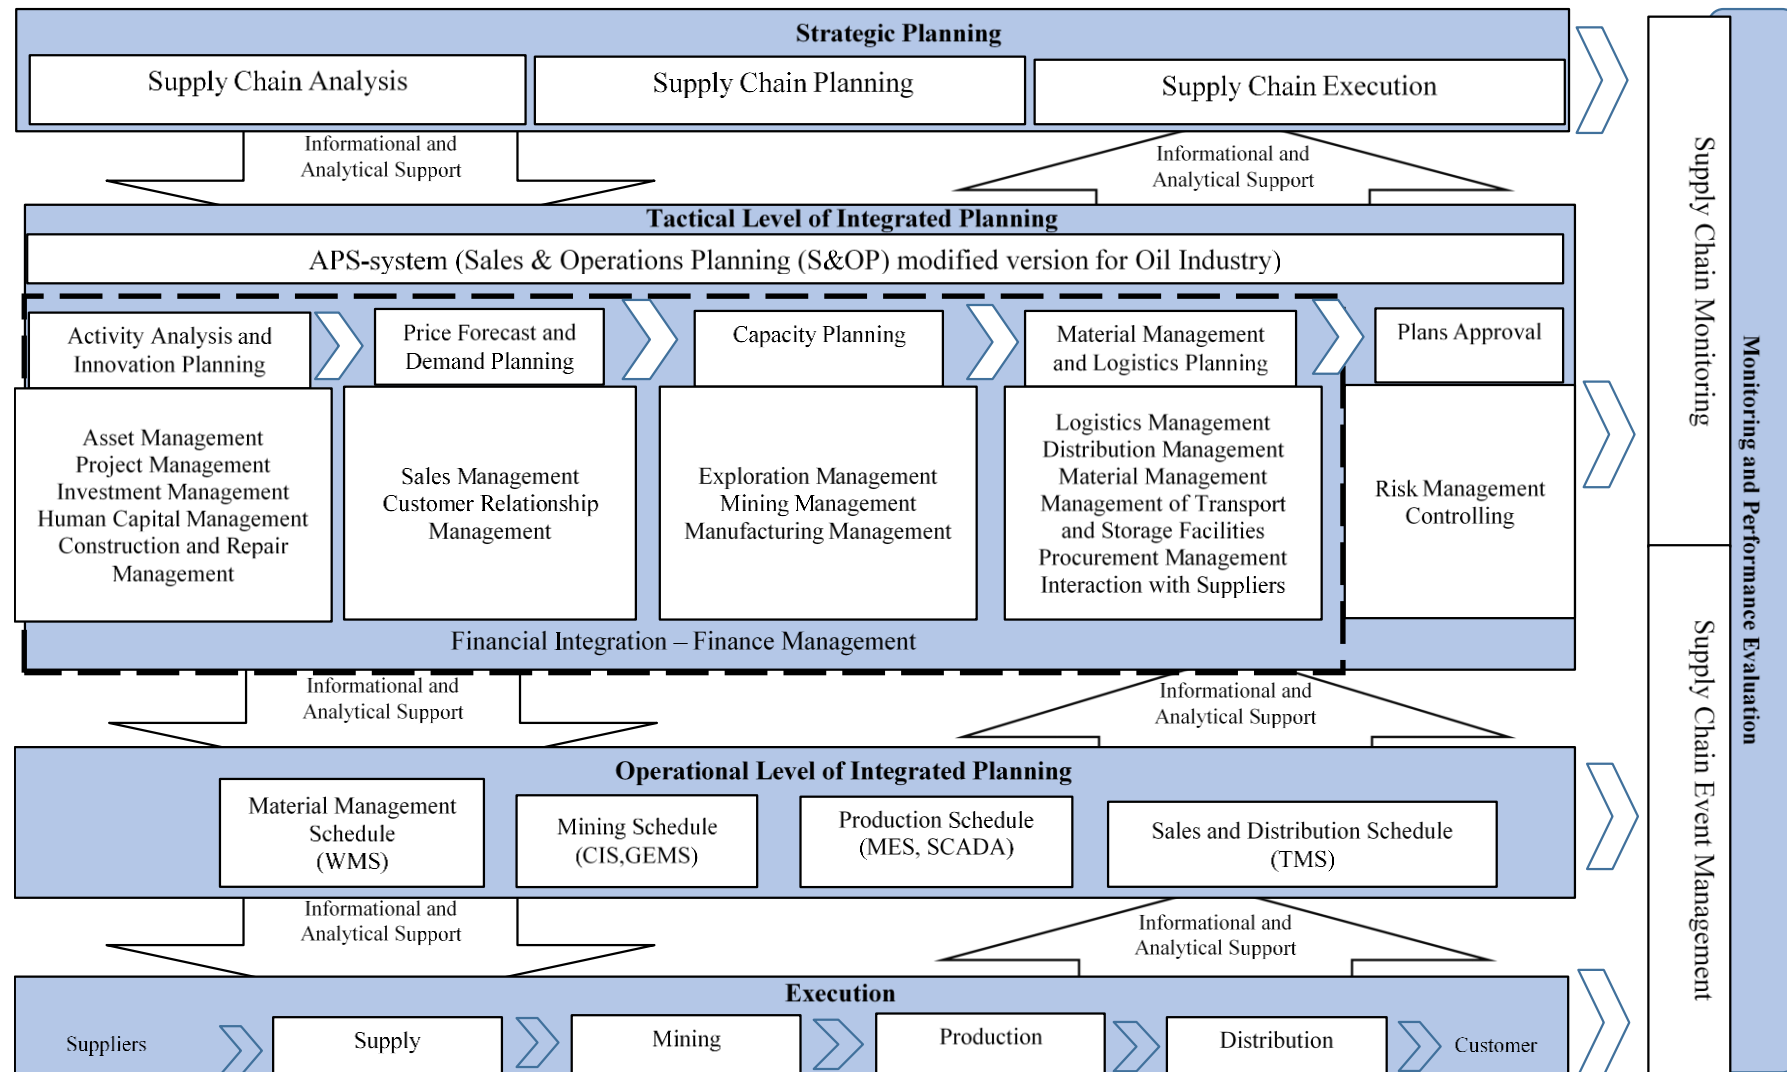 Strategic Planning
Supply Chain Analysis
Supply Chain Planning
Supply Chain Execution
Informational and
Analytical Support
Informational and
Analytical Support
Tactical Level of Integrated Planning
APS-system (Sales & Operations Planning (S&OP) modified version for Oil Industry)
Activity Analysis and
Innovation Planning
Price Forecast and
Demand Planning
Capacity Planning
Material Management
and Logistics Planning
Plans Approval
Asset Management
Project Management
Investment Management
Human Capital Management
Construction and Repair
Management
Sales Management
Customer Relationship
Management
Exploration Management
Mining Management
Manufacturing Management
Logistics Management
Distribution Management
Material Management
Management of Transport
and Storage Facilities
Procurement Management
Interaction with Suppliers
Risk Management
Controlling
Financial Integration – Finance Management
Informational and
Analytical Support
Informational and
Analytical Support
Operational Level of Integrated Planning
Material Management
Schedule
(WMS)
Mining Schedule
(CIS,GEMS)
Production Schedule
(MES, SCADA)
Sales and Distribution Schedule
(TMS)
Informational and
Analytical Support
Informational and
Analytical Support
Execution
Suppliers
Supply
Mining
Production
Distribution
Customer
Supply Chain Monitoring
Supply Chain Event Management
Monitoring and Performance Evaluation